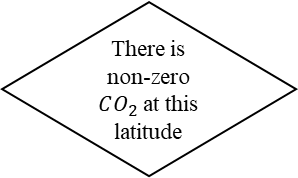 There is
non-zero
𝐶𝑂₂ at this
latitude